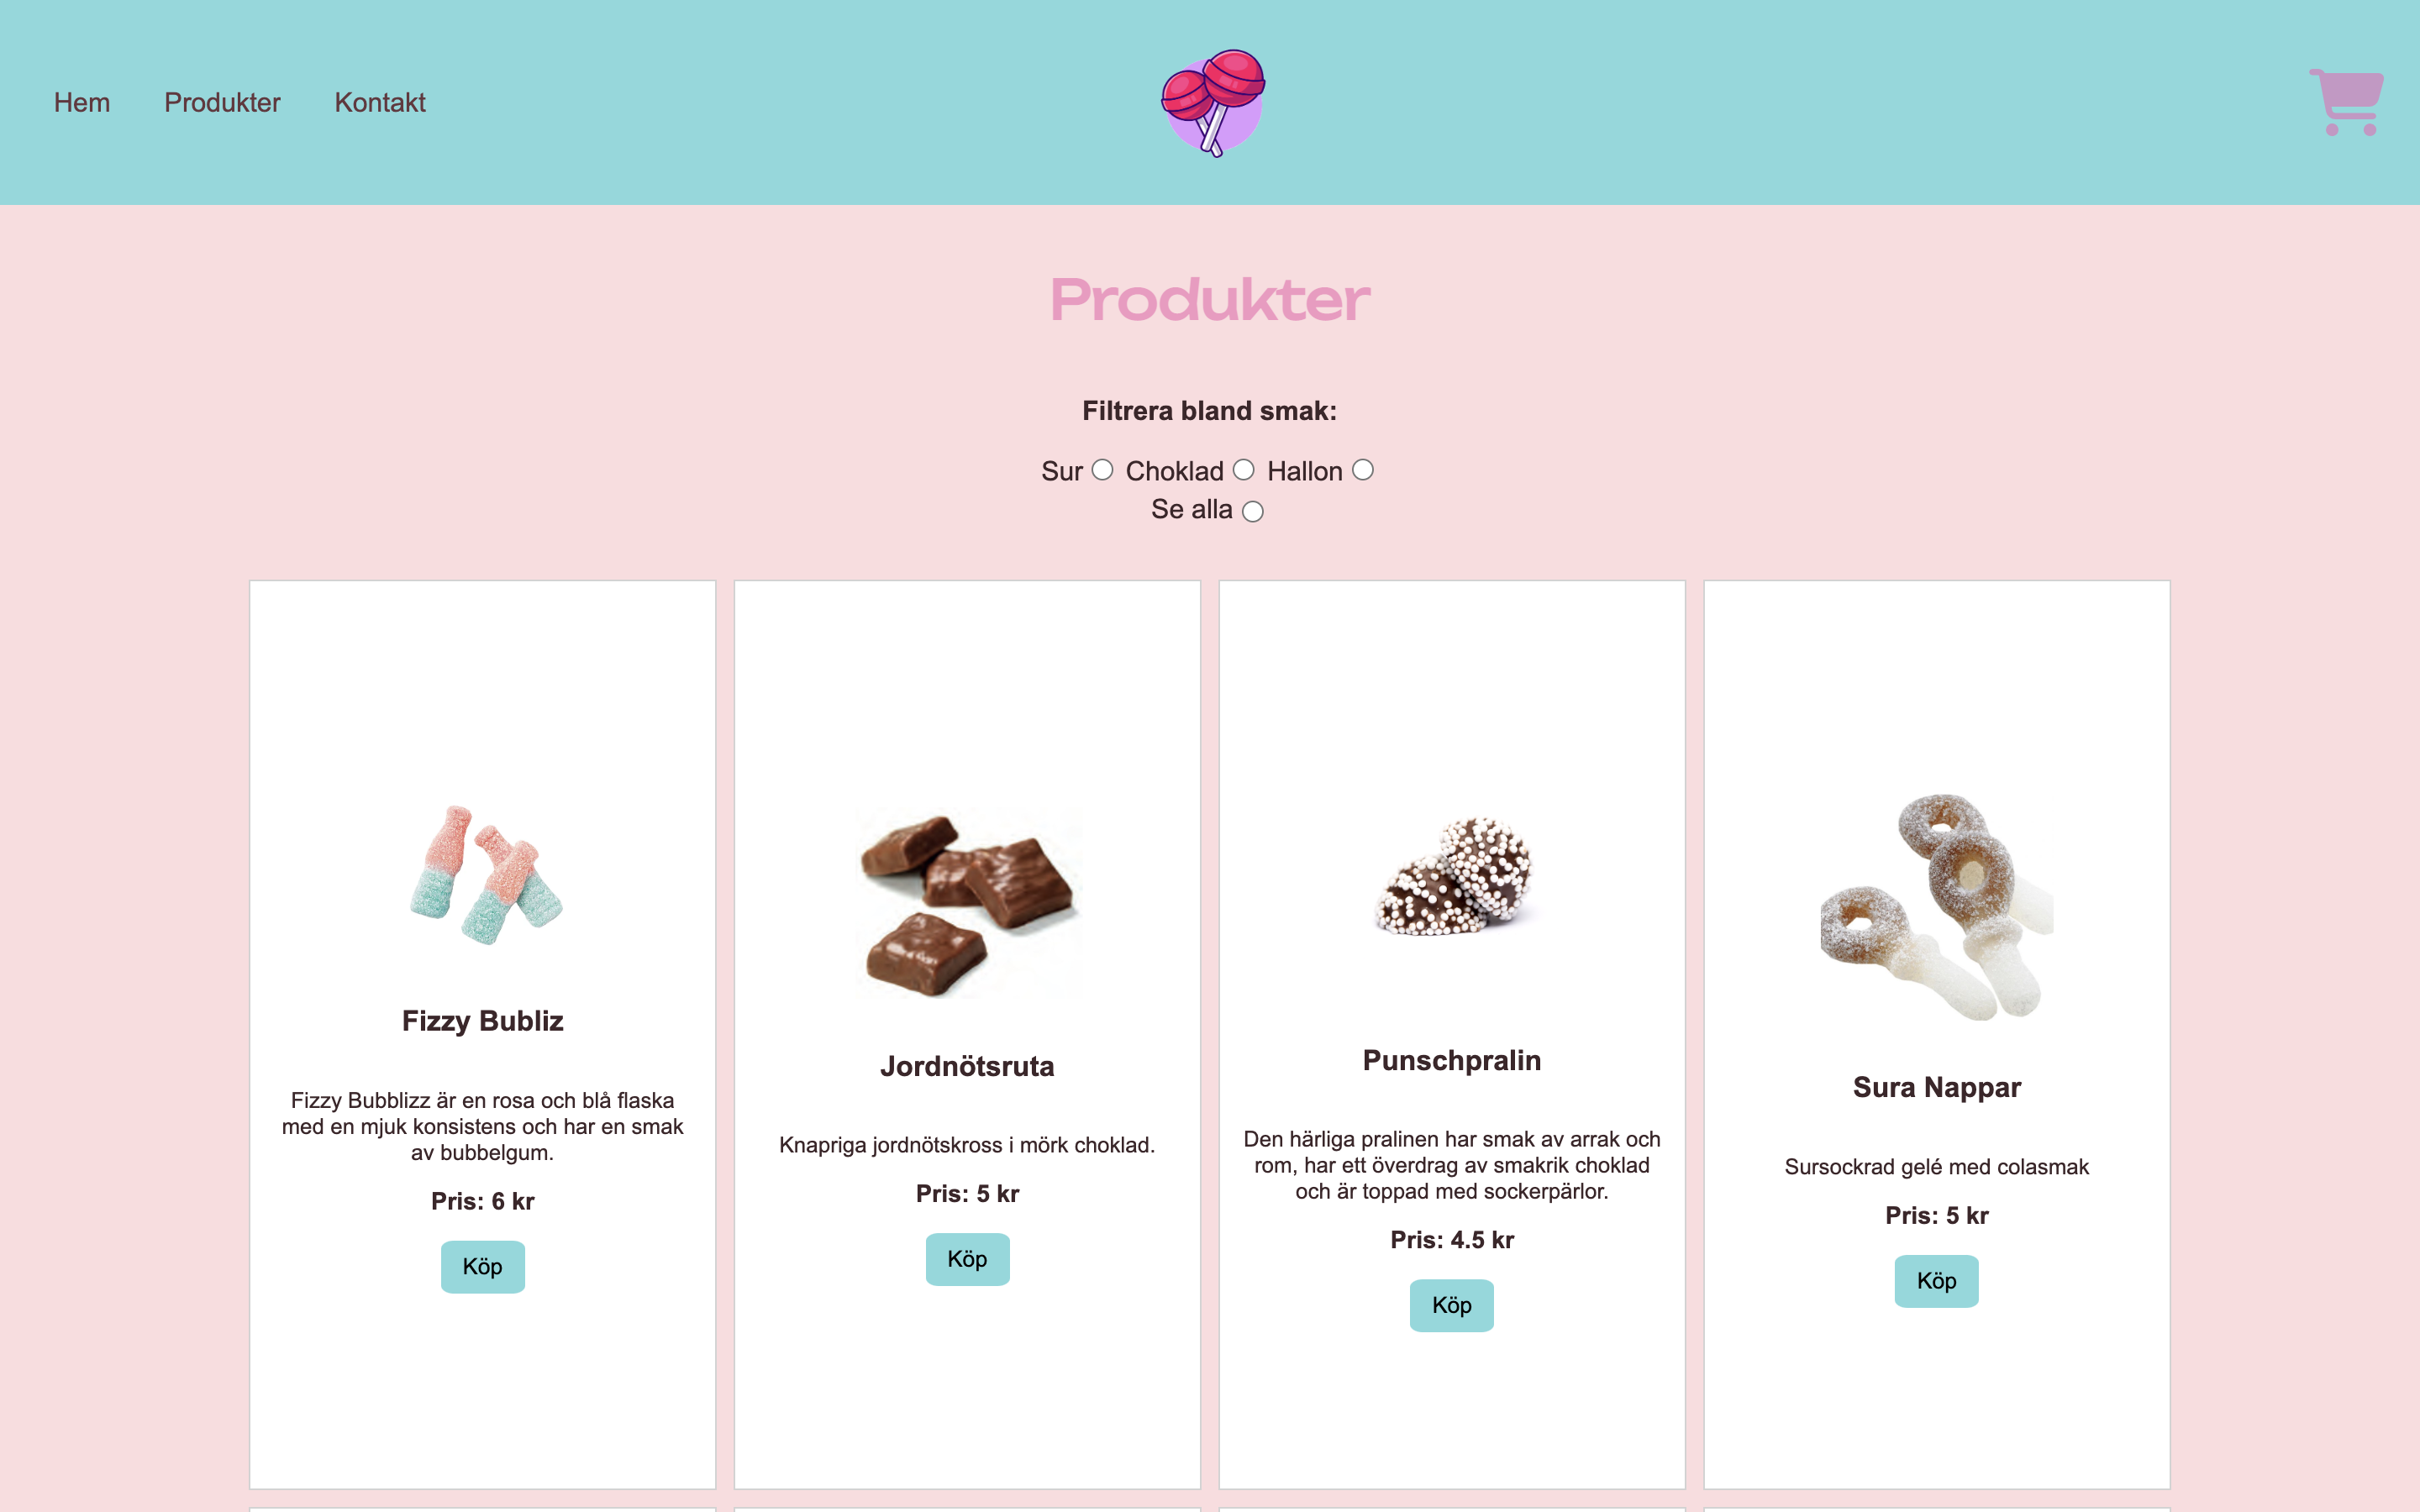 Hem Produkter Kontakt
Produkter
Filtrera bland smak:
Sur Choklad Hallon
Se alla
Fizzy Bubliz
Fizzy Bubblizz är en rosa och blå flaska
med en mjuk konsistens och har en smak
av bubbelgum.
Pris: 6 kr
Köp
Jordnötsruta
Knapriga jordnötskross i mörk choklad.
Pris: 5 kr
Köp
Punschpralin
Den härliga pralinen har smak av arrak och
rom, har ett överdrag av smakrik choklad
och är toppad med sockerpärlor.
Pris: 4.5 kr
Köp
Sura Nappar
Sursockrad gelé med colasmak
Pris: 5 kr
Köp